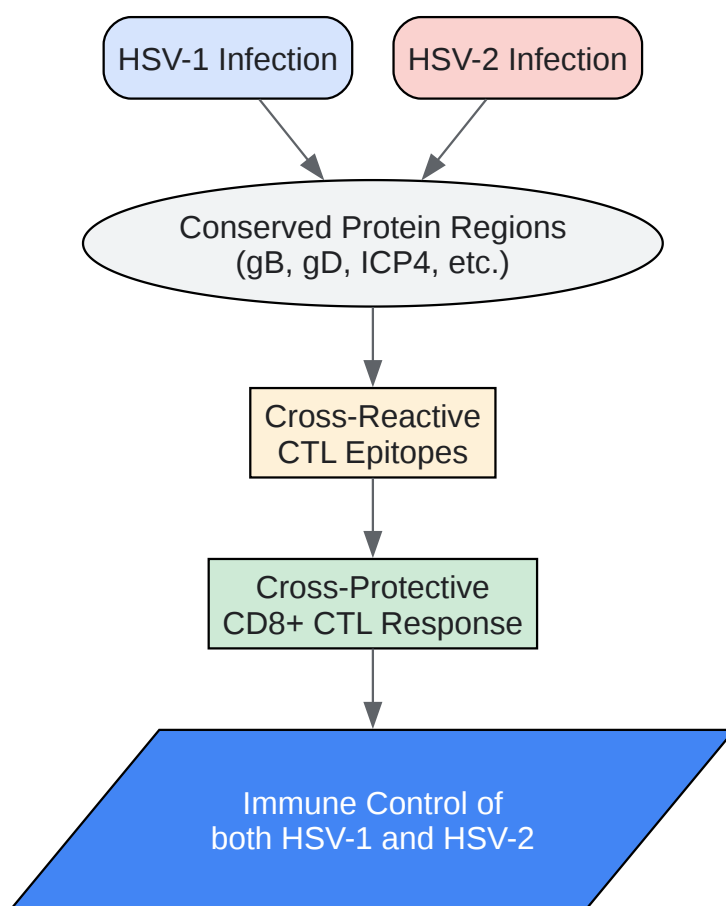 HSV-1 Infection
HSV-2 Infection
Conserved Protein Regions
(gB, gD, ICP4, etc.)
Cross-Reactive
CTL Epitopes
Cross-Protective
CD8+ CTL Response
Immune Control of
both HSV-1 and HSV-2